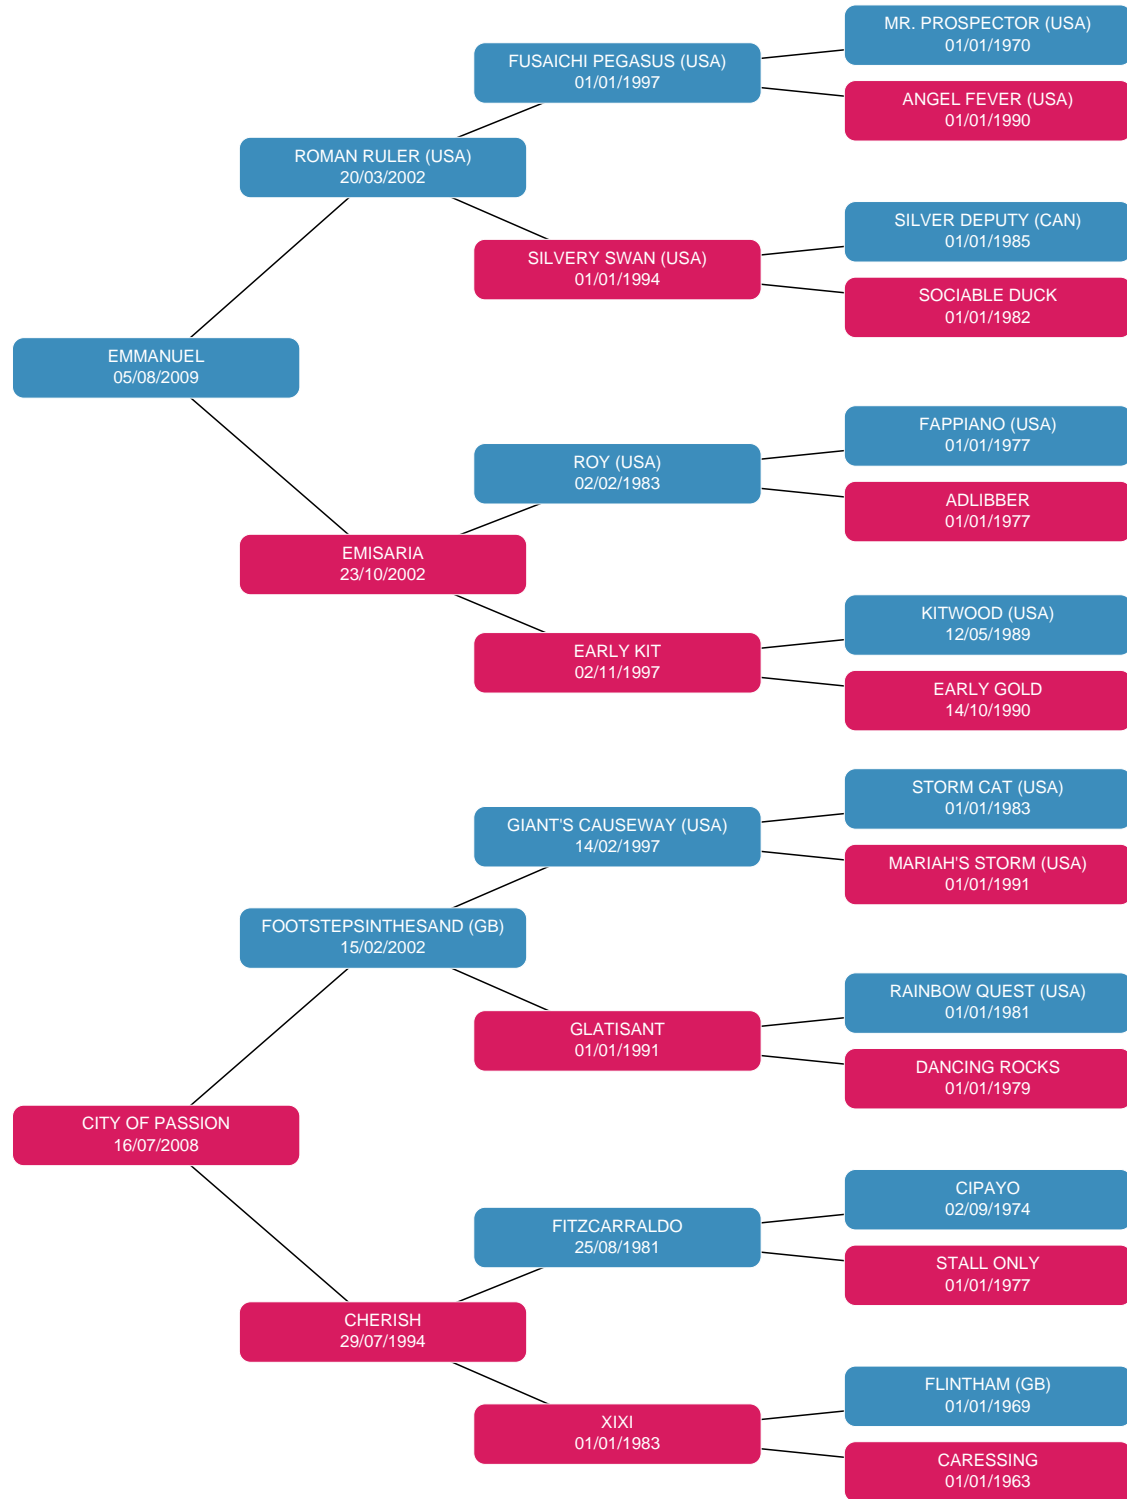 MR. PROSPECTOR (USA)
01/01/1970
FUSAICHI PEGASUS (USA)
01/01/1997
ANGEL FEVER (USA)
01/01/1990
ROMAN RULER (USA)
20/03/2002
SILVER DEPUTY (CAN)
01/01/1985
SILVERY SWAN (USA)
01/01/1994
SOCIABLE DUCK
01/01/1982
EMMANUEL
05/08/2009
FAPPIANO (USA)
01/01/1977
ROY (USA)
02/02/1983
ADLIBBER
01/01/1977
EMISARIA
23/10/2002
KITWOOD (USA)
12/05/1989
EARLY KIT
02/11/1997
EARLY GOLD
14/10/1990
STORM CAT (USA)
01/01/1983
GIANT'S CAUSEWAY (USA)
14/02/1997
MARIAH'S STORM (USA)
01/01/1991
FOOTSTEPSINTHESAND (GB)
15/02/2002
RAINBOW QUEST (USA)
01/01/1981
GLATISANT
01/01/1991
DANCING ROCKS
01/01/1979
CITY OF PASSION
16/07/2008
CIPAYO
02/09/1974
FITZCARRALDO
25/08/1981
STALL ONLY
01/01/1977
CHERISH
29/07/1994
FLINTHAM (GB)
01/01/1969
XIXI
01/01/1983
CARESSING
01/01/1963